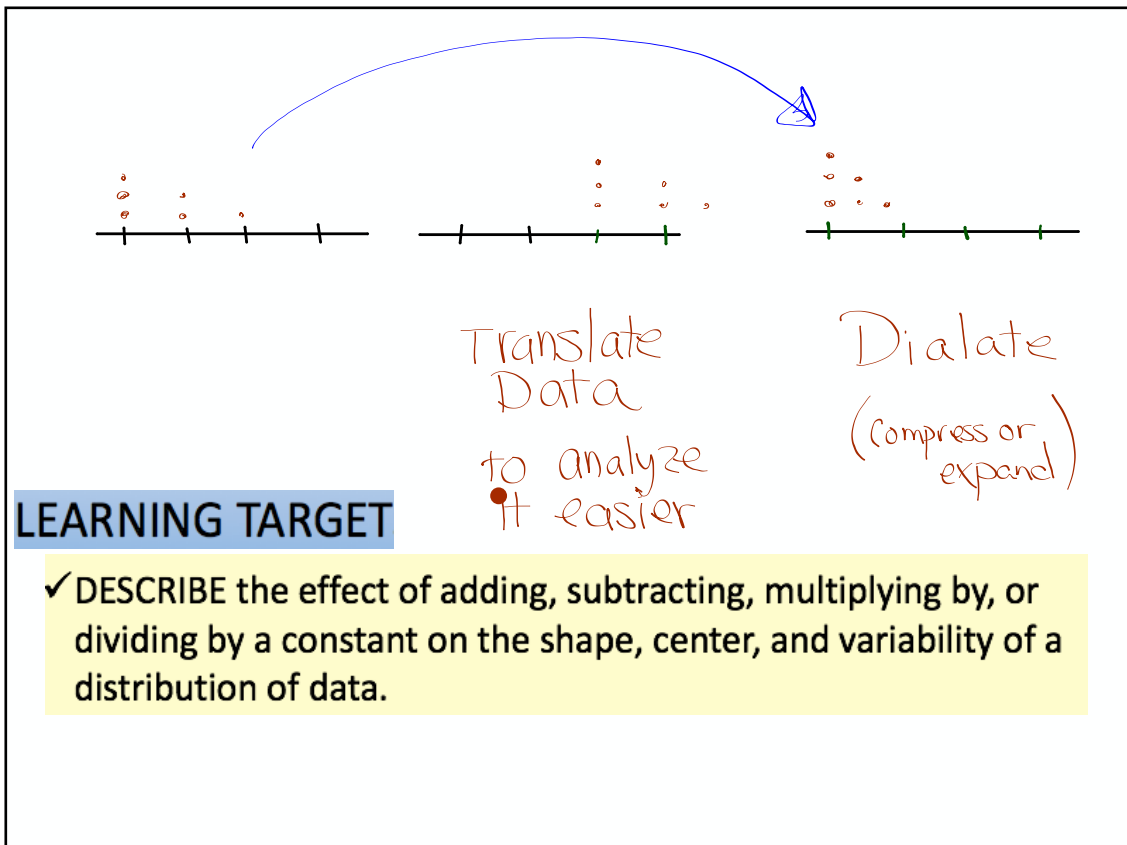 Translate
Data
to analyze
it easier
Dialate
(compress or
expand)
LEARNING TARGET
✓DESCRIBE the effect of adding, subtracting, multiplying by, or
dividing by a constant on the shape, center, and variability of a
distribution of data.